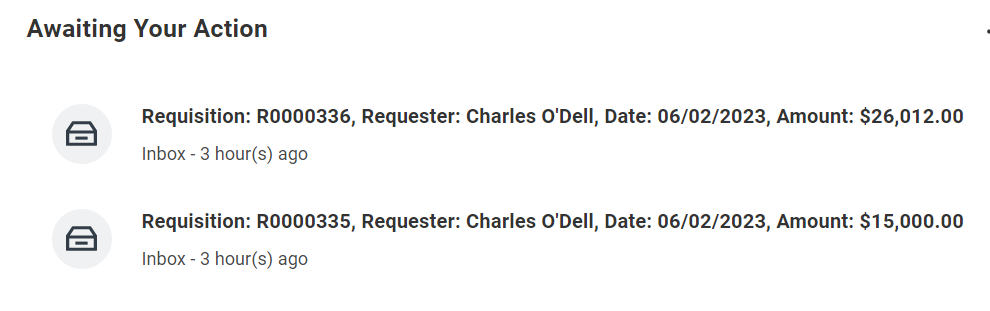 Awaiting Your Action
Requisition: R0000336, Requester: Charles O'Dell, Date: 06/02/2023, Amount: $26,012.00
Inbox - 3 hour(s) ago
Requisition: R0000335, Requester: Charles O'Dell, Date: 06/02/2023, Amount: $15,000.00
Inbox - 3 hour(s) ago